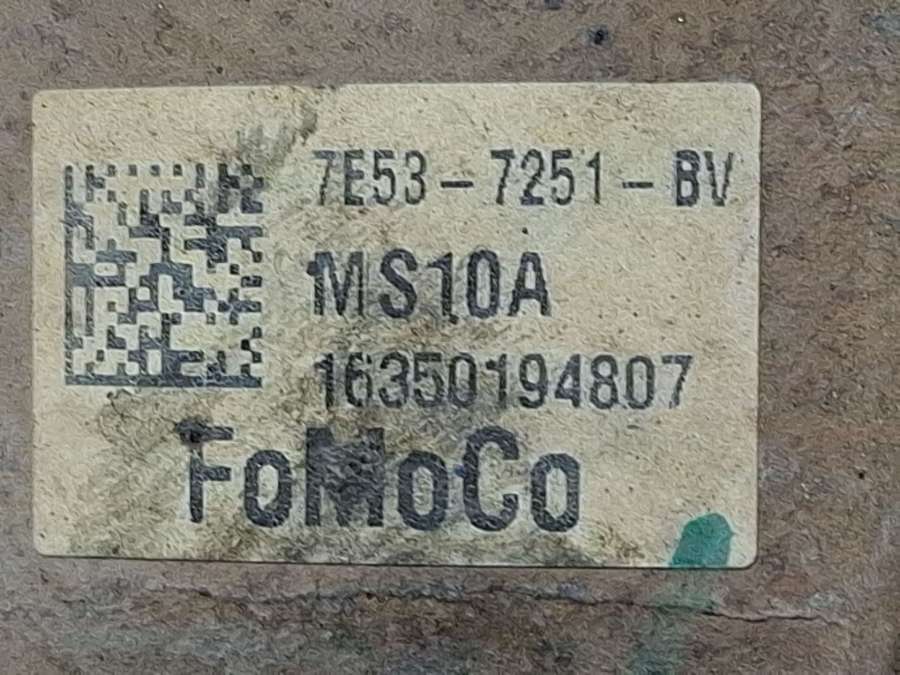 7E53-7251-BV
MS10A
16350194807
FoMoCo